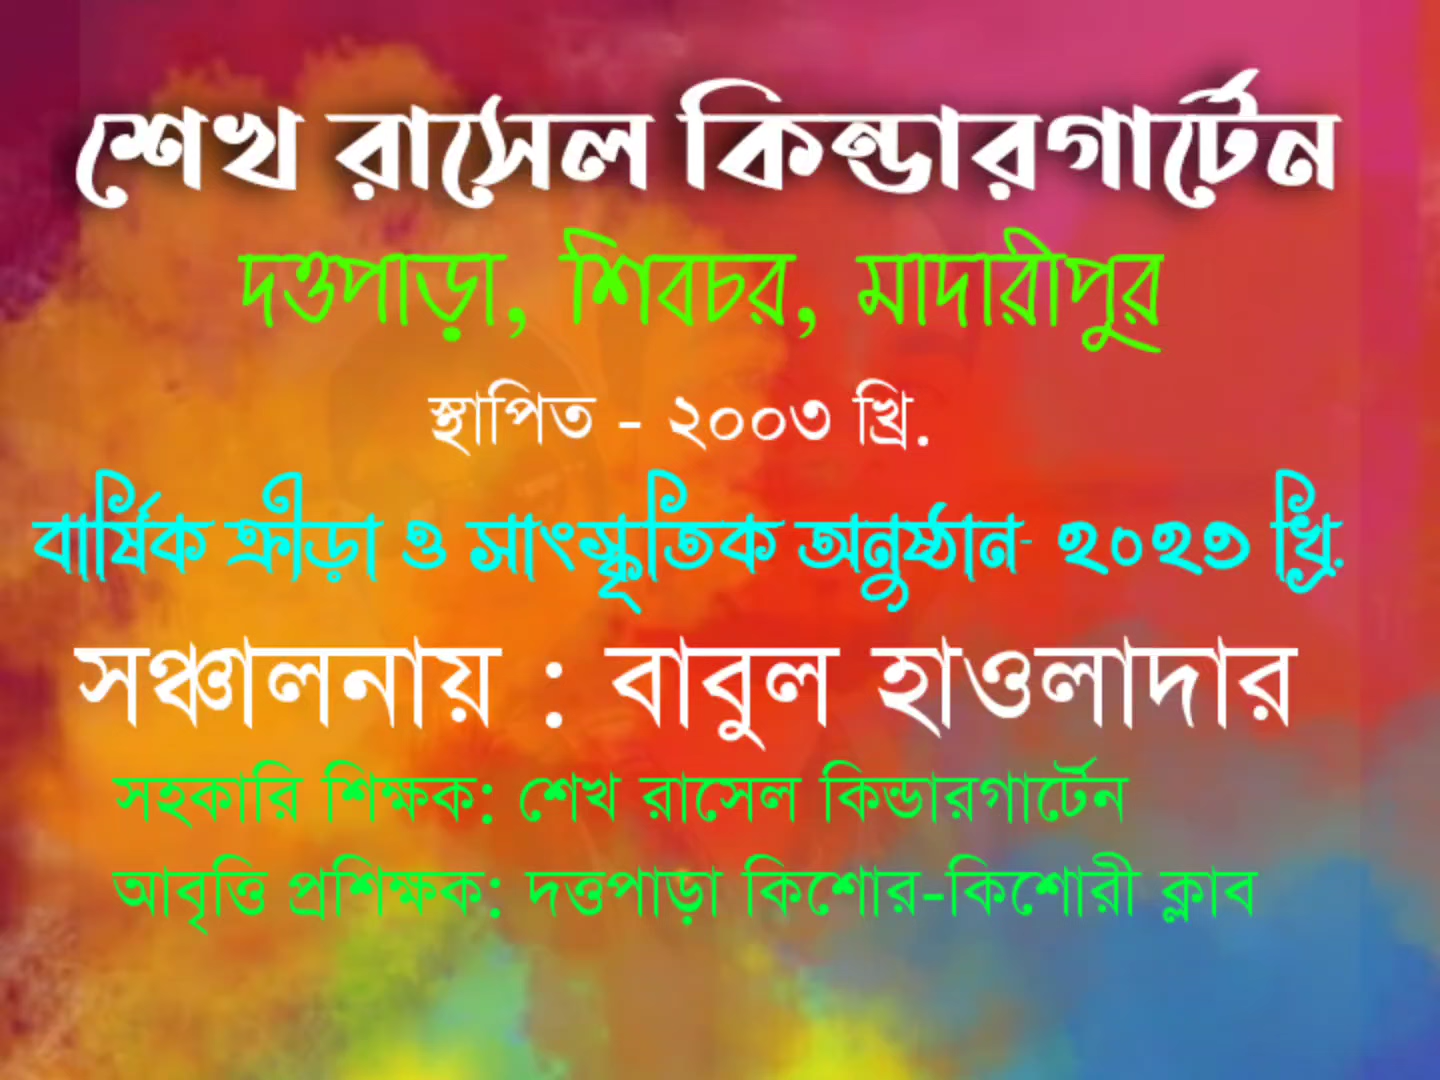 শেখ রাসেল কিন্ডারগার্টেন
দত্তপাড়া, শিবচর, মাদারীপুর
স্থাপিত - ২০০৩ খ্রি.
বার্ষিক ক্রীড়া ও সাংস্কৃতিক অনুষ্ঠান- ২০২৩ খ্রি.
সঞ্চালনায় : বাবুল হাওলাদার
সহকারি শিক্ষক: শেখ রাসেল কিন্ডারগার্টেন
আবৃত্তি প্রশিক্ষক: দত্তপাড়া কিশোর-কিশোরী ক্লাব